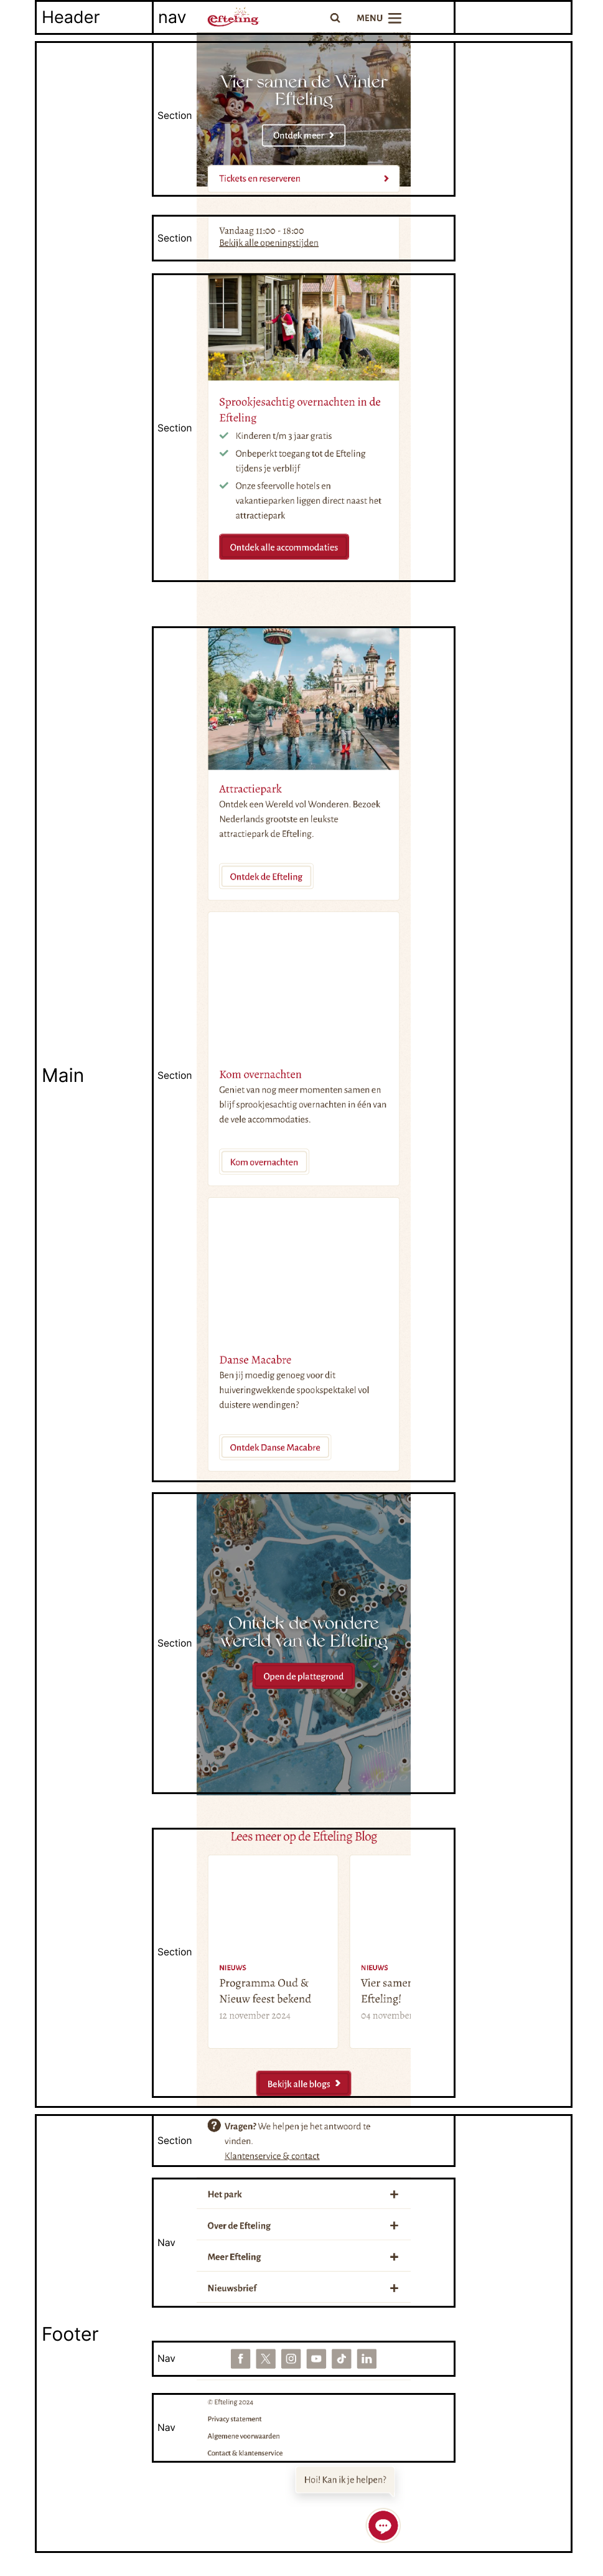 Header
nav
Efteling
MENU
Section
Vier samen de Winter
Efteling
Ontdek meer
Tickets en reserveren
Section
Vandaag 11:00 - 18:00
Bekijk alle openingstijden
Section
Sprookjesachtig overnachten in de
Efteling
Kinderen t/m 3 jaar gratis
Onbeperkt toegang tot de Efteling
tijdens je verblijf
Onze sfeervolle hotels en
vakantieparken liggen direct naast het
attractiepark
Ontdek alle accommodaties
Main
Section
Attractiepark
Ontdek een Wereld vol Wonderen. Bezoek
Nederlands grootste en leukste
attractiepark de Efteling.
Ontdek de Efteling
Kom overnachten
Geniet van nog meer momenten samen en
blijf sprookjesachtig overnachten in één van
de vele accommodaties.
Kom overnachten
Danse Macabre
Ben jij moedig genoeg voor dit
huiveringwekkende spookspektakel vol
duistere wendingen?
Ontdek Danse Macabre
Section
Ontdek de wondere
wereld van de Efteling
Open de plattegrond
Section
Lees meer op de Efteling Blog
NIEUWS
Programma Oud &
Nieuw feest bekend
12 november 2024
NIEUWS
Vier samen
Efteling!
04 november
Bekijk alle blogs
Footer
Section
Vragen? We helpen je het antwoord te
vinden.
Klantenservice & contact
Nav
Het park
Over de Efteling
Meer Efteling
Nieuwsbrief
Nav
Nav
© Efteling 2024
Privacy statement
Algemene voorwaarden
Contact & klantenservice
Hoi! Kan ik je helpen?